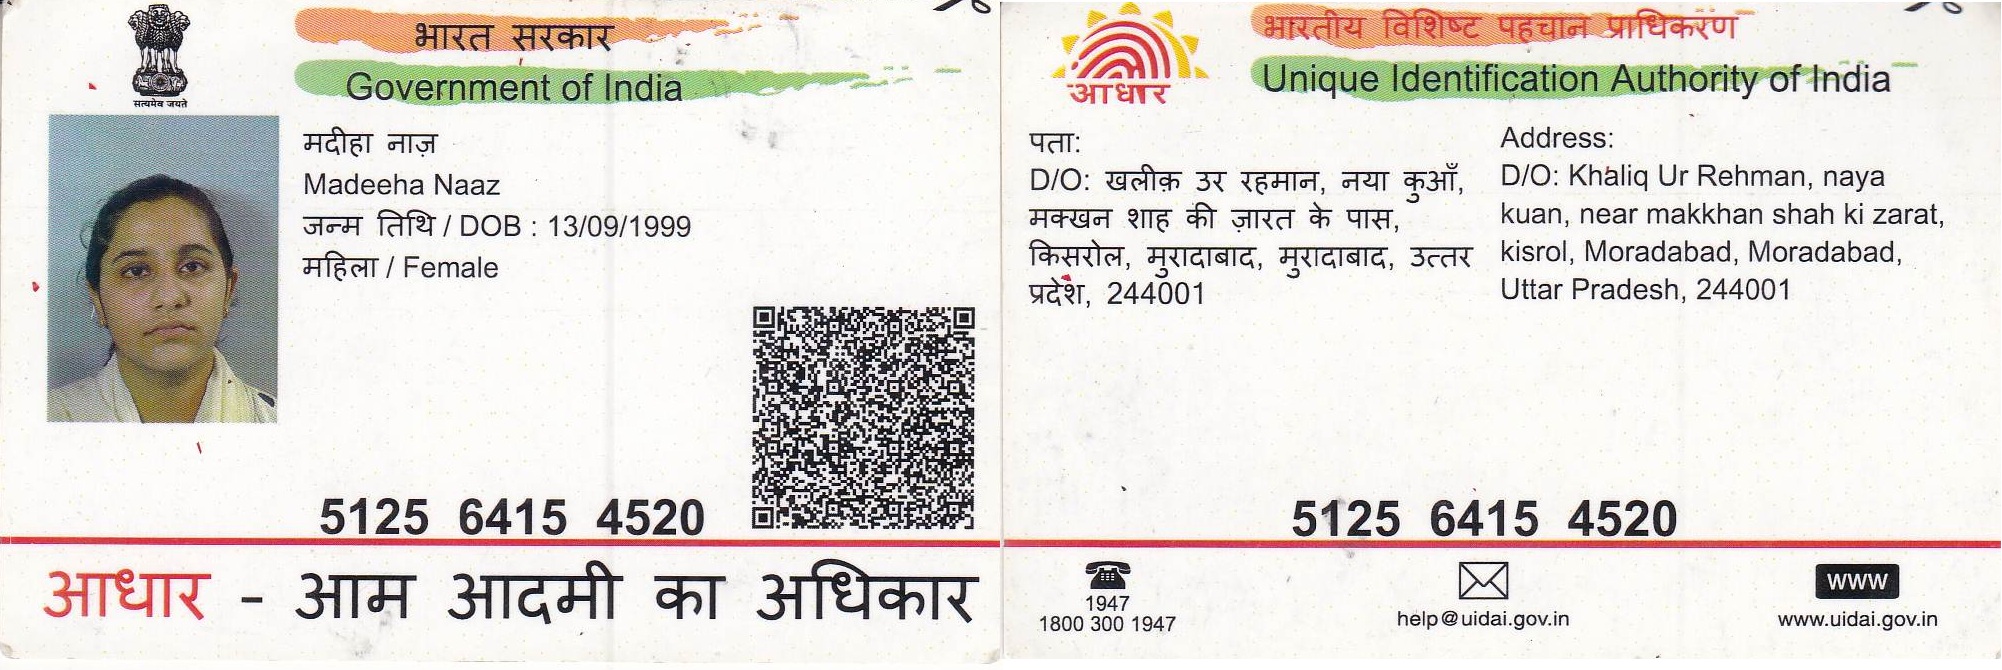 भारत सरकार
Government of India
सत्यमेव जयते
मदीहा नाज़
Madeeha Naaz
जन्म तिथि / DOB : 13/09/1999
महिला / Female
5125 6415 4520
आधार - आम आदमी का अधिकार
भारतीय विशिष्ट पहचान प्राधिकरण
Unique Identification Authority of India
आधार
पता:
D/O: खलीक़ उर रहमान, नया कुआँ,
मक्खन शाह की ज़ारत के पास,
किसरोल, मुरादाबाद, मुरादाबाद, उत्तर
प्रदेश, 244001
Address:
D/O: Khaliq Ur Rehman, naya
kuan, near makkhan shah ki zarat,
kisrol, Moradabad, Moradabad,
Uttar Pradesh, 244001
5125 6415 4520
1947
1800 300 1947
help@uidai.gov.in
www
www.uidai.gov.in